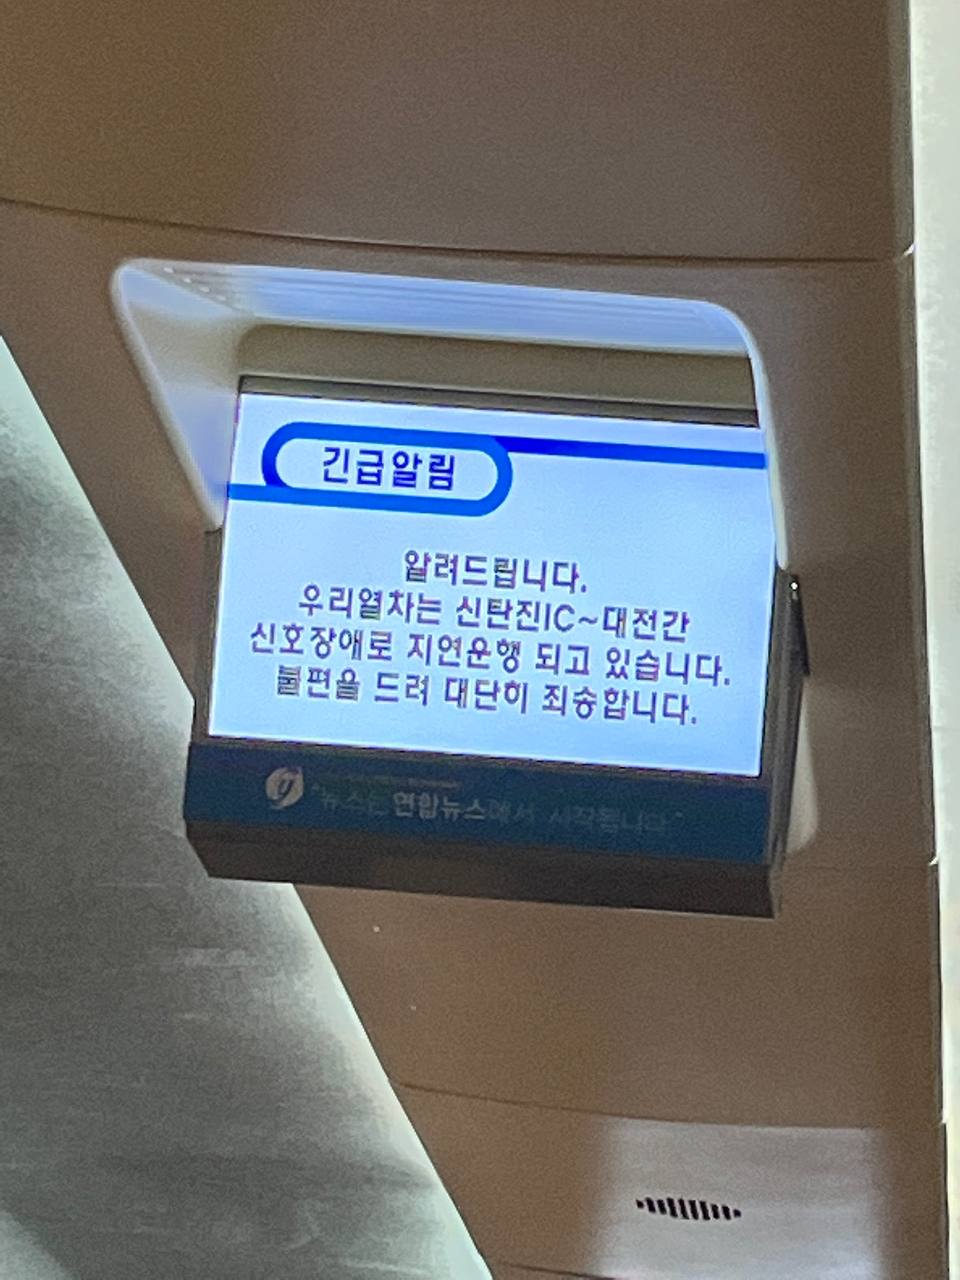 긴급알림
알려드립니다.
우리열차는 신탄진IC~대전간
신호장애로 지연운행 되고 있습니다.
불편을 드려 대단히 죄송합니다.
"뉴스는 연합뉴스에서 시작됩니다"